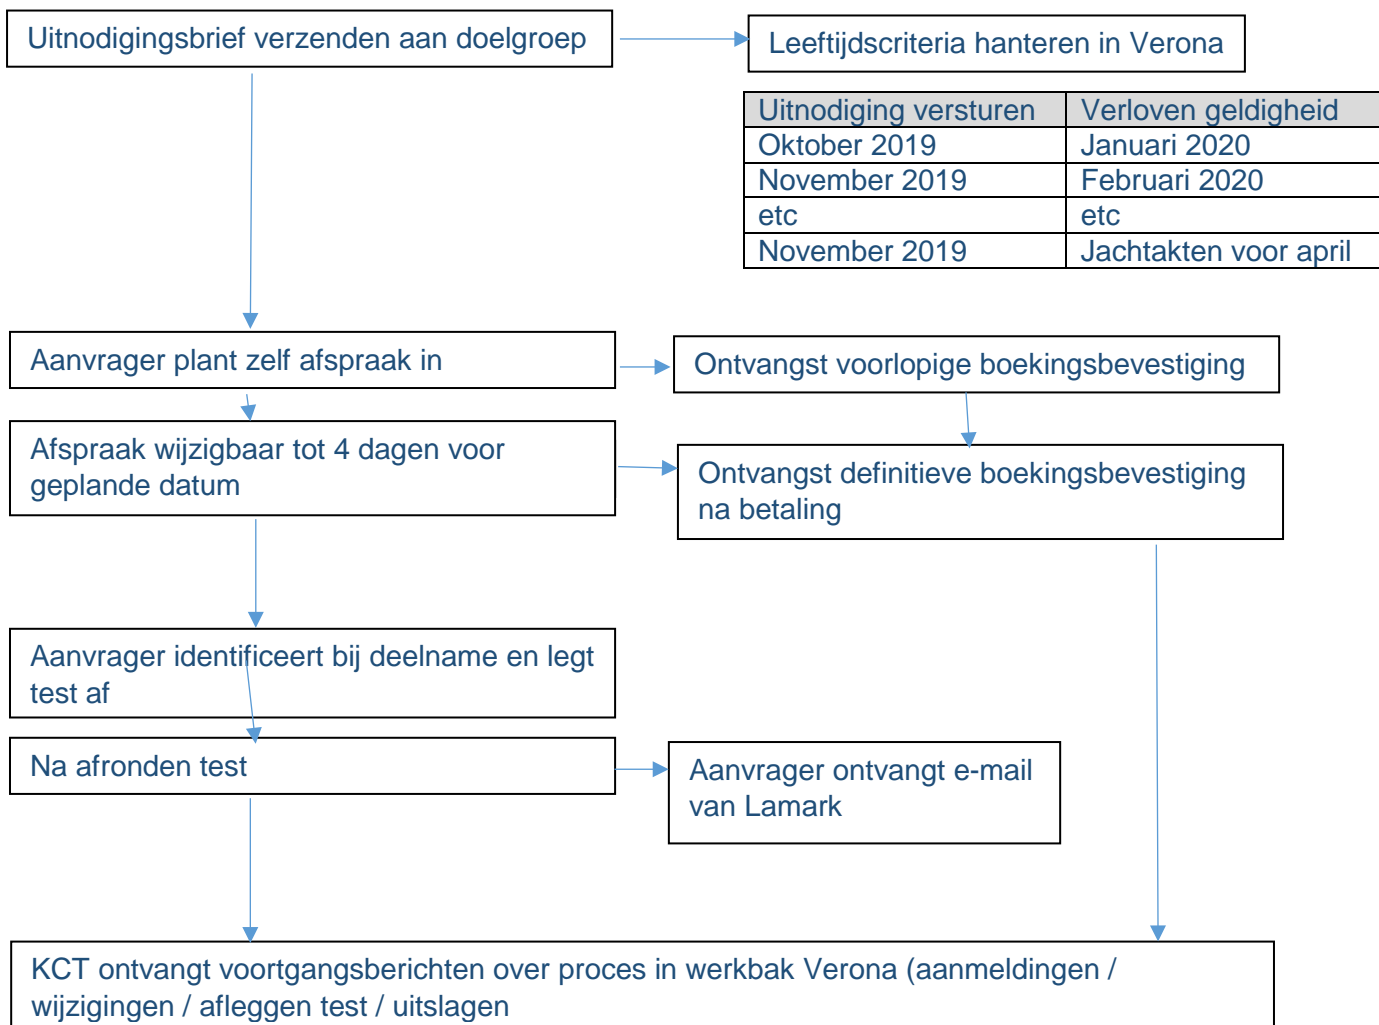 Uitnodigingsbrief verzenden aan doelgroep
Leeftijdscriteria hanteren in Verona
Uitnodiging versturen Verloven geldigheid
Oktober 2019 Januari 2020
November 2019 Februari 2020
etc etc
November 2019 Jachtakten voor april
Aanvrager plant zelf afspraak in
Ontvangst voorlopige boekingsbevestiging
Afspraak wijzigbaar tot 4 dagen voor
geplande datum
Ontvangst definitieve boekingsbevestiging
na betaling
Aanvrager identificeert bij deelname en legt
test af
Na afronden test
Aanvrager ontvangt e-mail
van Lamark
KCT ontvangt voortgangsberichten over proces in werkbak Verona (aanmeldingen /
wijzigingen / afleggen test / uitslagen